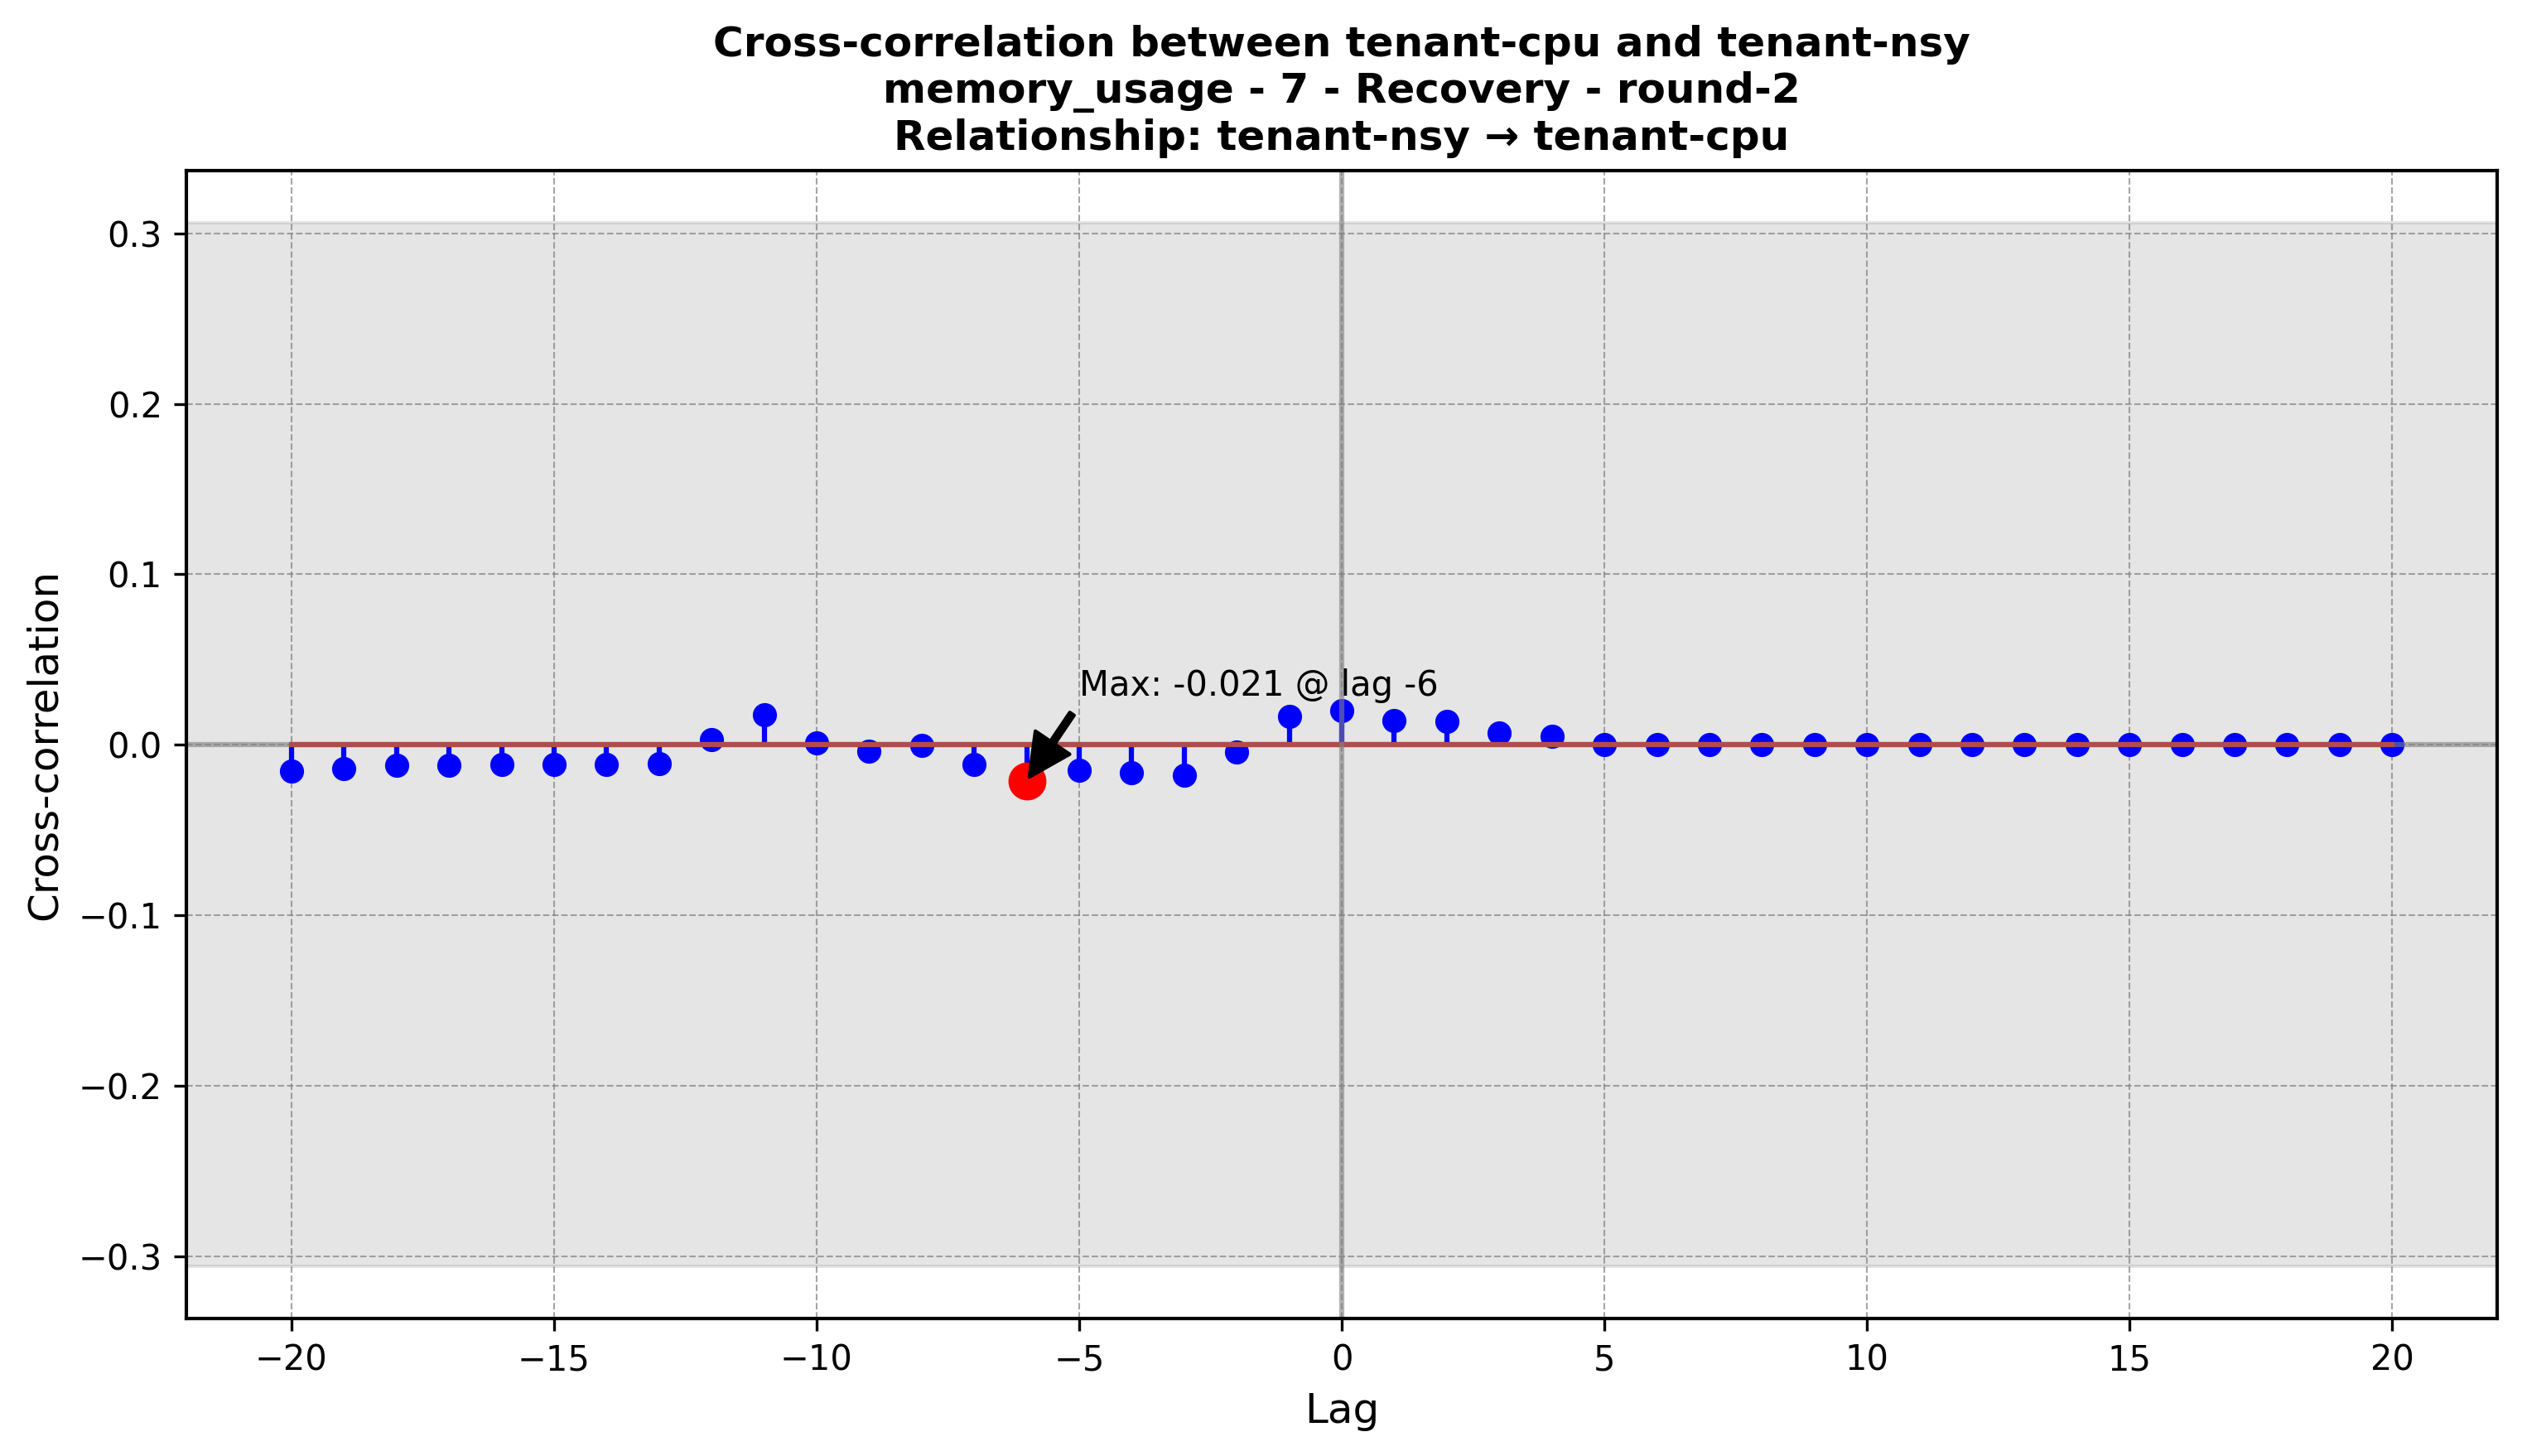 Cross-correlation between tenant-cpu and tenant-nsy
memory_usage - 7 - Recovery - round-2
Relationship: tenant-nsy → tenant-cpu
Cross-correlation
0.3
0.2
0.1
0.0
−0.1
−0.2
−0.3
Max: -0.021 @ lag -6
−20 −15 −10 −5 0 5 10 15 20
Lag